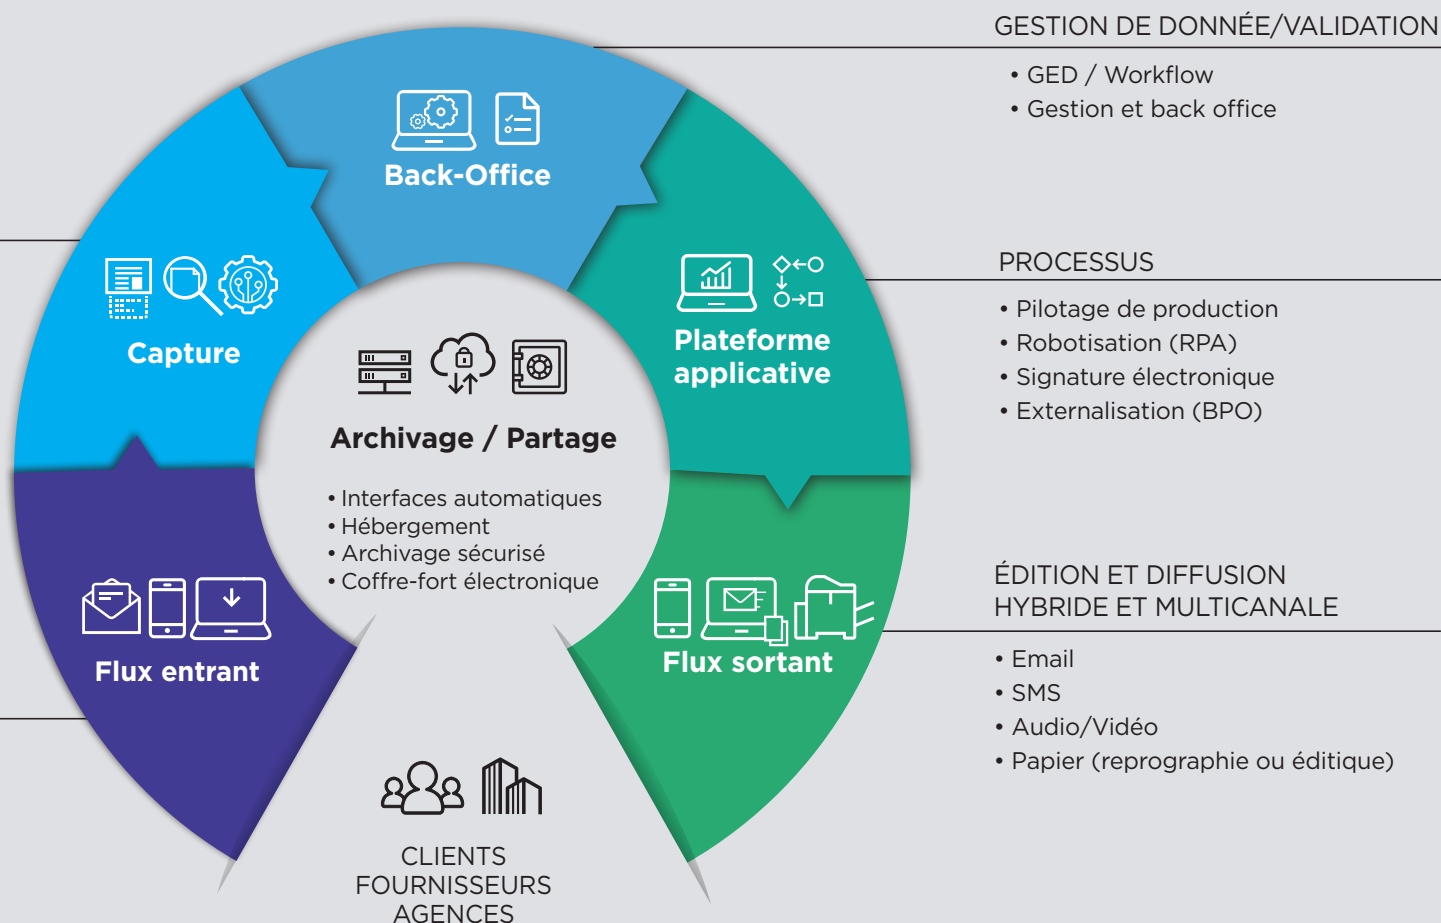 GESTION DE DONNÉE/VALIDATION
• GED / Workflow
• Gestion et back office
Back-Office
Capture
Plateforme
applicative
PROCESSUS
• Pilotage de production
• Robotisation (RPA)
• Signature électronique
• Externalisation (BPO)
Archivage / Partage
• Interfaces automatiques
• Hébergement
• Archivage sécurisé
• Coffre-fort électronique
Flux entrant
Flux sortant
ÉDITION ET DIFFUSION
HYBRIDE ET MULTICANALE
• Email
• SMS
• Audio/Vidéo
• Papier (reprographie ou éditique)
CLIENTS
FOURNISSEURS
AGENCES